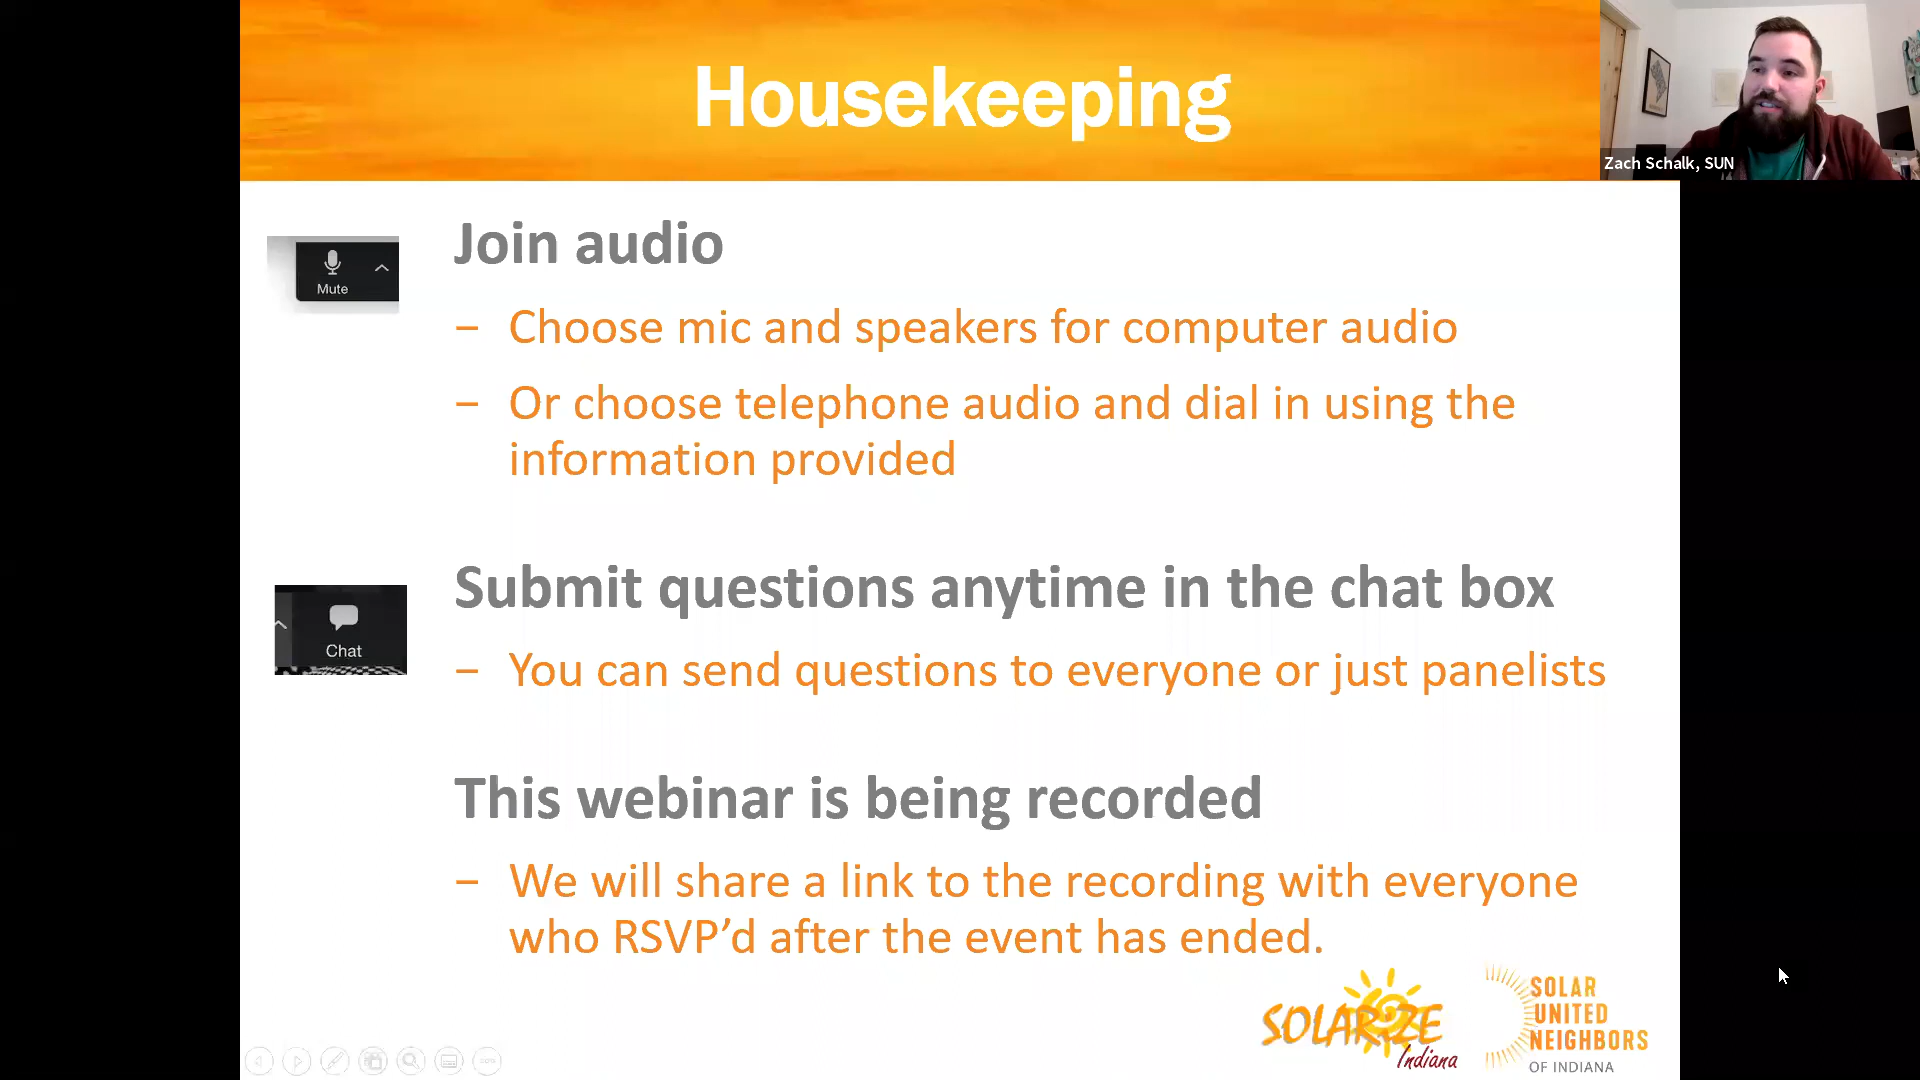 Housekeeping
Zach Schalk, SUN
Mute
Join audio
– Choose mic and speakers for computer audio
– Or choose telephone audio and dial in using the
information provided
Chat
Submit questions anytime in the chat box
– You can send questions to everyone or just panelists
This webinar is being recorded
– We will share a link to the recording with everyone
who RSVP’d after the event has ended.
SOLARIZE
Indiana
SOLAR
UNITED
NEIGHBORS
OF INDIANA